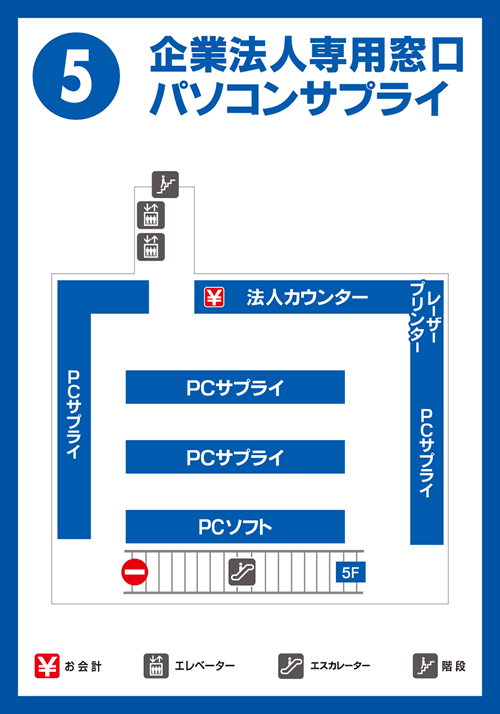 5
企業法人専用窓口
パソコンサプライ
¥
法人カウンター
レーザー
プリンター
PCサプライ
PCサプライ
PCサプライ
PCサプライ
PCソフト
5F
¥ お会計
エレベーター
エスカレーター
階段